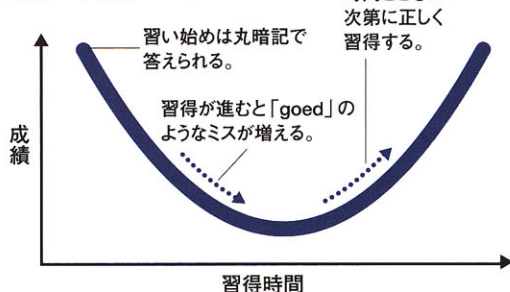 習い始めは丸暗記で
答えられる。
次第に正しく
習得する。
習得が進むと「goed」の
ようなミスが増える。
成績
習得時間